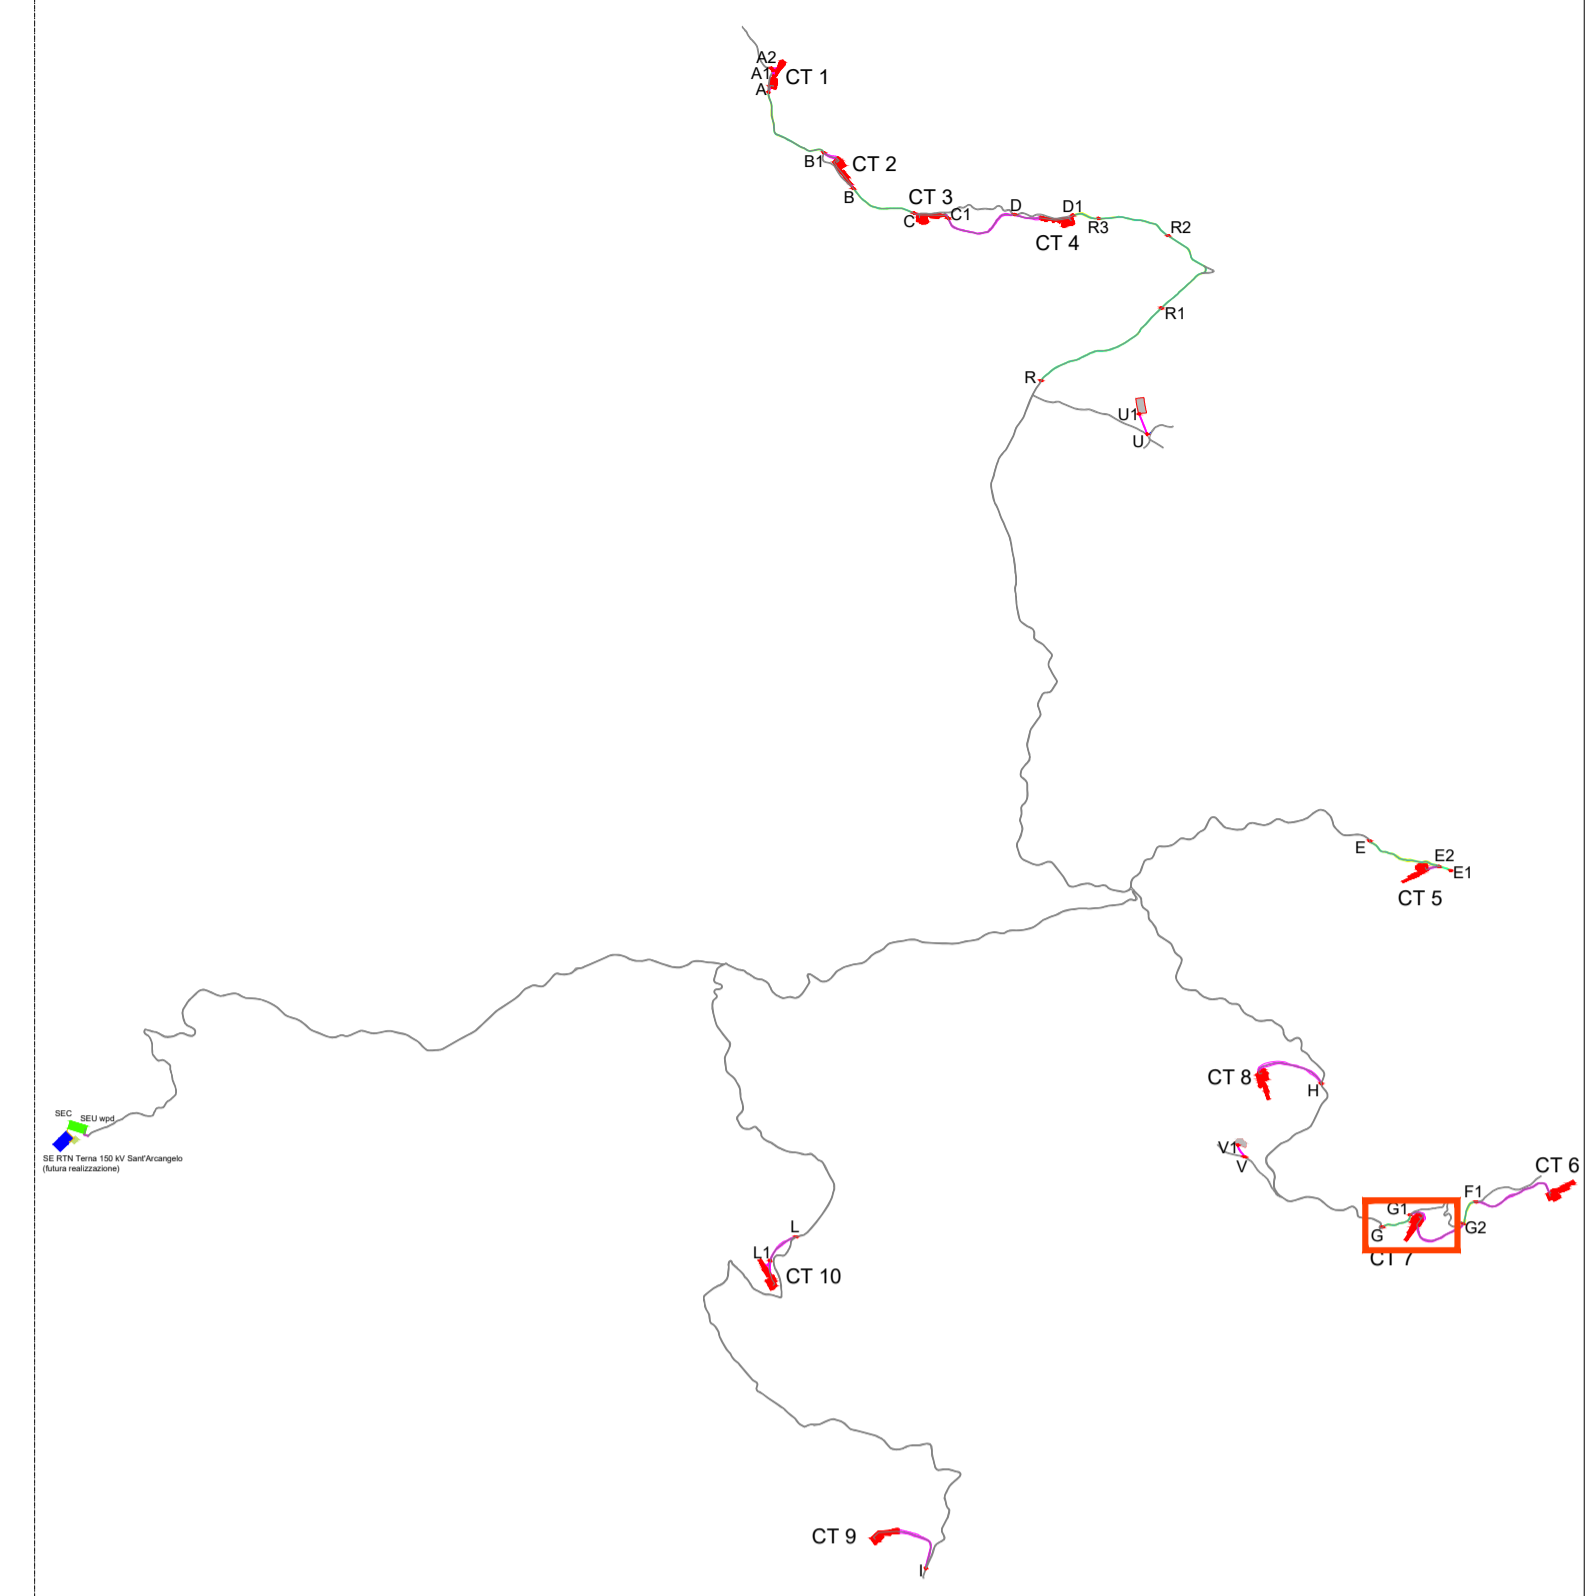 A2
A1
CT 1
A
B1
CT 2
B
CT 3
C
C1
D
D1
R3
CT 4
R2
R1
R
U1
U
E
E2
E1
CT 5
CT 8
H
SEC
SEU wpd
SE RTN Terna 150 kV Sant'Arcangelo
(futura realizzazione)
V1
V
CT 6
F1
G1
G
G2
CT 7
L
L1
CT 10
CT 9
I